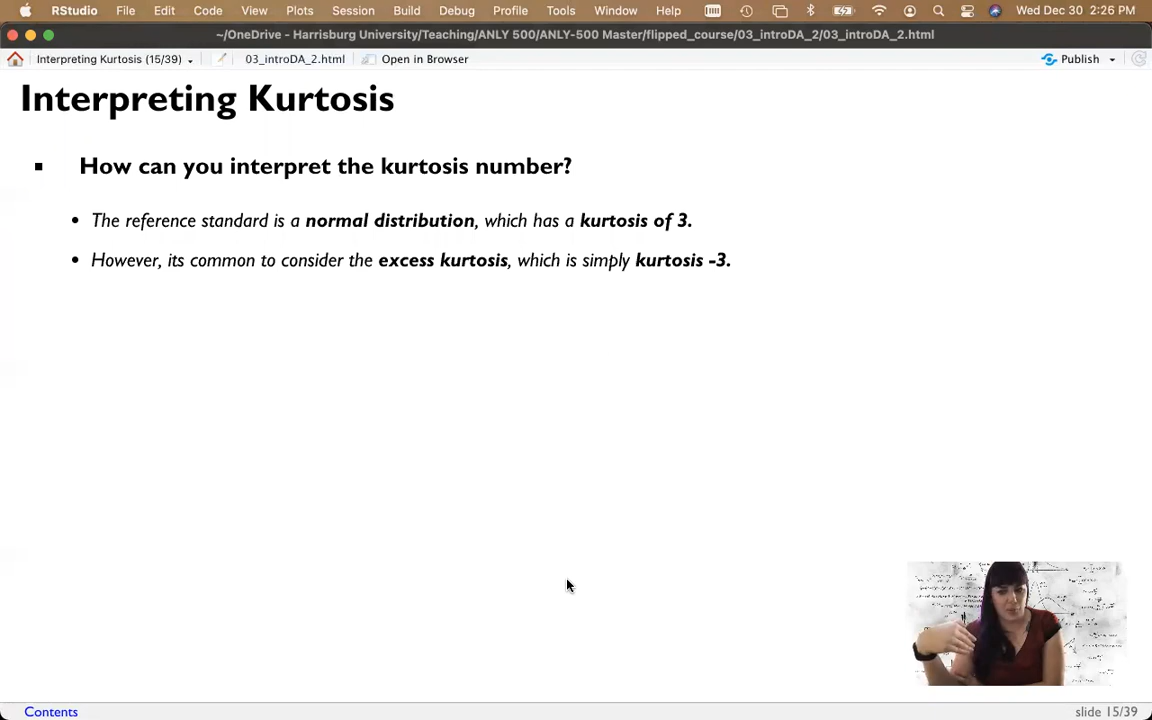 RStudio File Edit Code View Plots Session Build Debug Profile Tools Window Help Wed Dec 30 2:26 PM
~/OneDrive - Harrisburg University/Teaching/ANLY 500/ANLY-500 Master/flipped_course/03_introDA_2/03_introDA_2.html
Interpreting Kurtosis (15/39) 03_introDA_2.html Open in Browser Publish
Interpreting Kurtosis
How can you interpret the kurtosis number?
• The reference standard is a normal distribution, which has a kurtosis of 3.
• However, its common to consider the excess kurtosis, which is simply kurtosis -3.
Contents slide 15/39